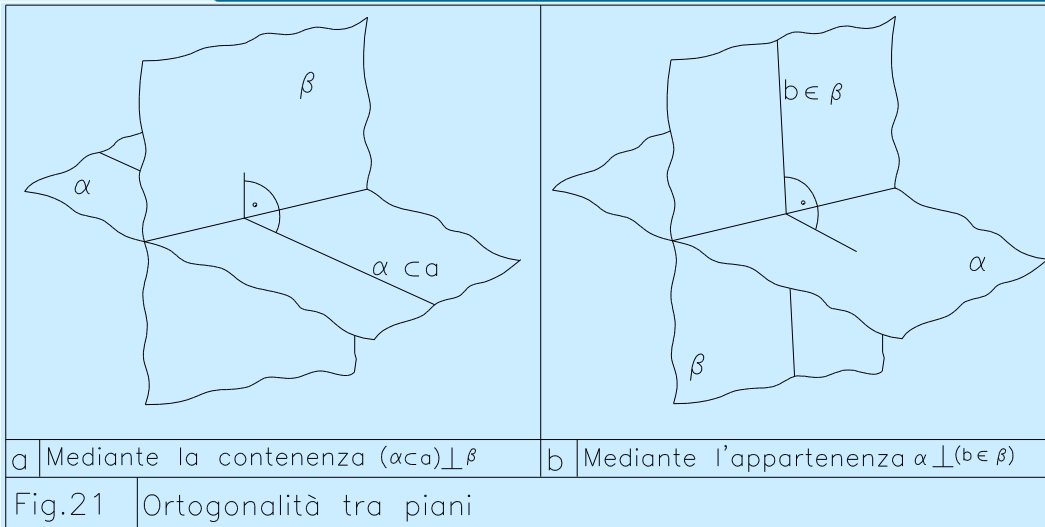 β
α
α ⊂a
b∈ β
α
β
a Mediante la contenenza (α⊂a)⊥β
b Mediante l'appartenenza α⊥(b∈ β)
Fig.21 Ortogonalità tra piani